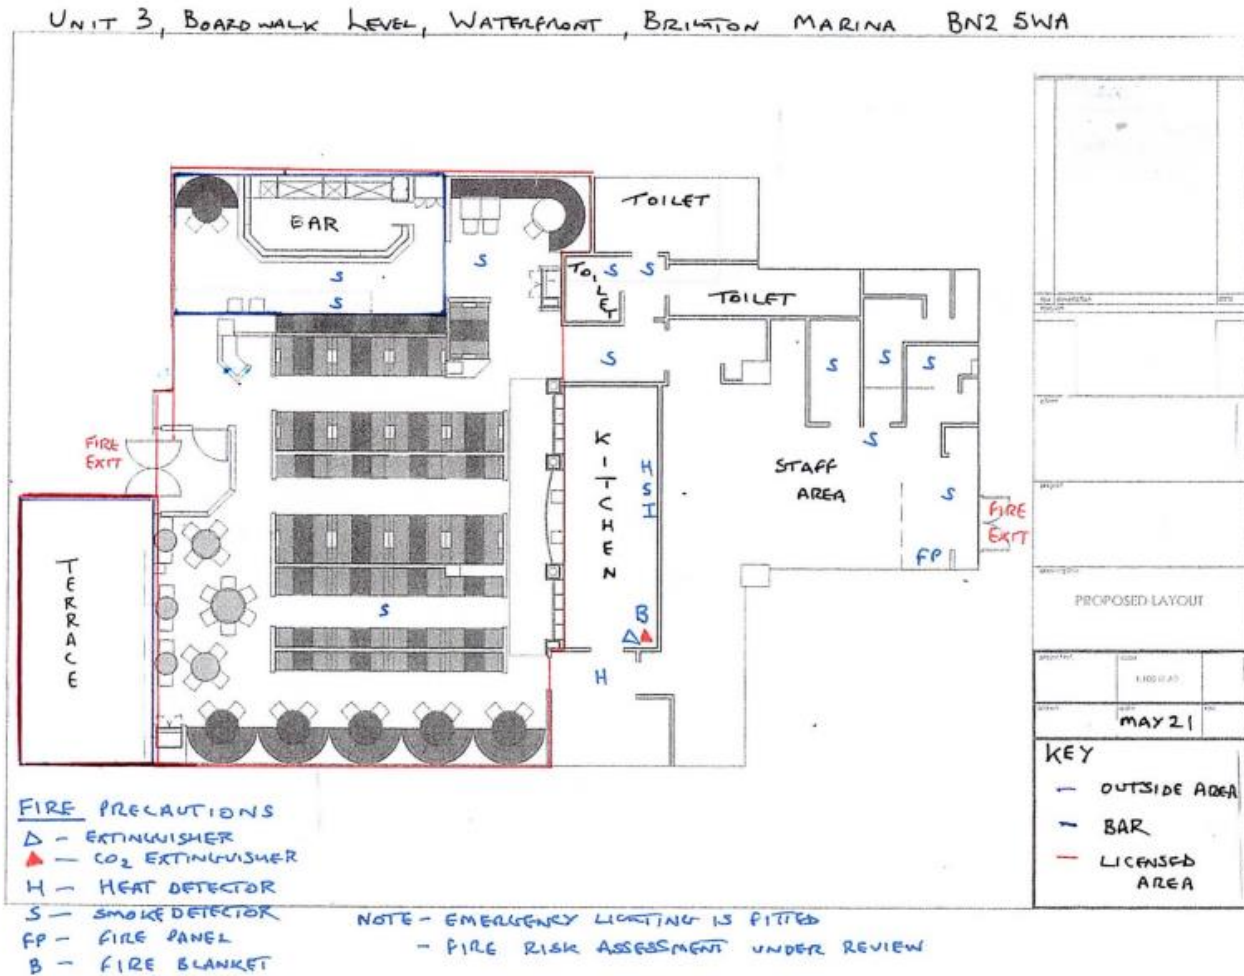 UNIT 3, BOARDWALK LEVEL, WATERFRONT BRIGHTON MARINA BN2 5WA
BAR
TOILET
TOILET
TOILET
S
S
S
S
S
S
S
S
S
S
S
FIRE EXIT
KITCHEN
H
S
I
STAFF AREA
FIRE EXIT
FP
TERRACE
S
B
H
PROPOSED LAYOUT
MAY 21
KEY
— OUTSIDE AREA
— BAR
— LICENSED AREA
FIRE PRECAUTIONS
△ — EXTINGUISHER
▲ — CO2 EXTINGUISHER
H — HEAT DETECTOR
S — SMOKE DETECTOR
FP — FIRE PANEL
B — FIRE BLANKET
NOTE - EMERGENCY LIGHTING IS FITTED
- FIRE RISK ASSESSMENT UNDER REVIEW